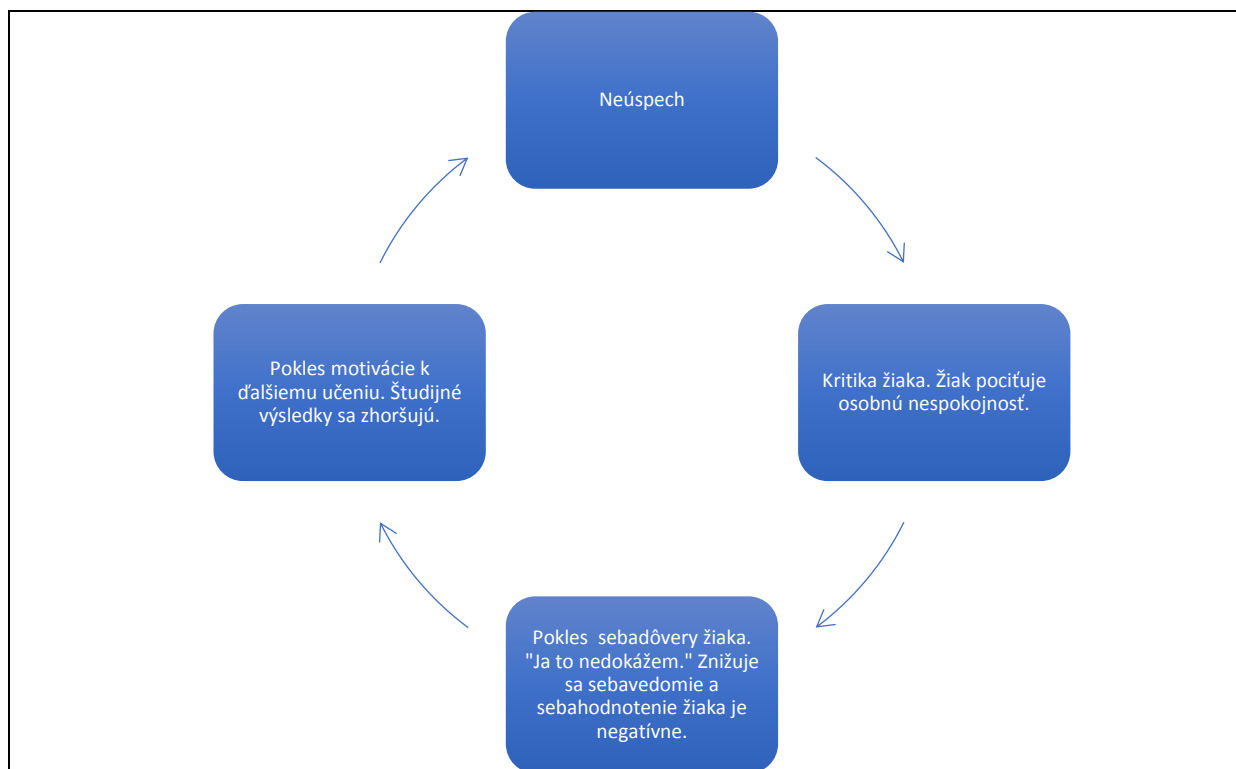 Neúspech
Kritika žiaka. Žiak pociťuje
osobnú nespokojnosť.
Pokles  sebadôvery žiaka.
"Ja to nedokážem." Znižuje
sa sebavedomie a
sebahodnotenie žiaka je
negatívne.
Pokles motivácie k
ďalšiemu učeniu. Študijné
výsledky sa zhoršujú.